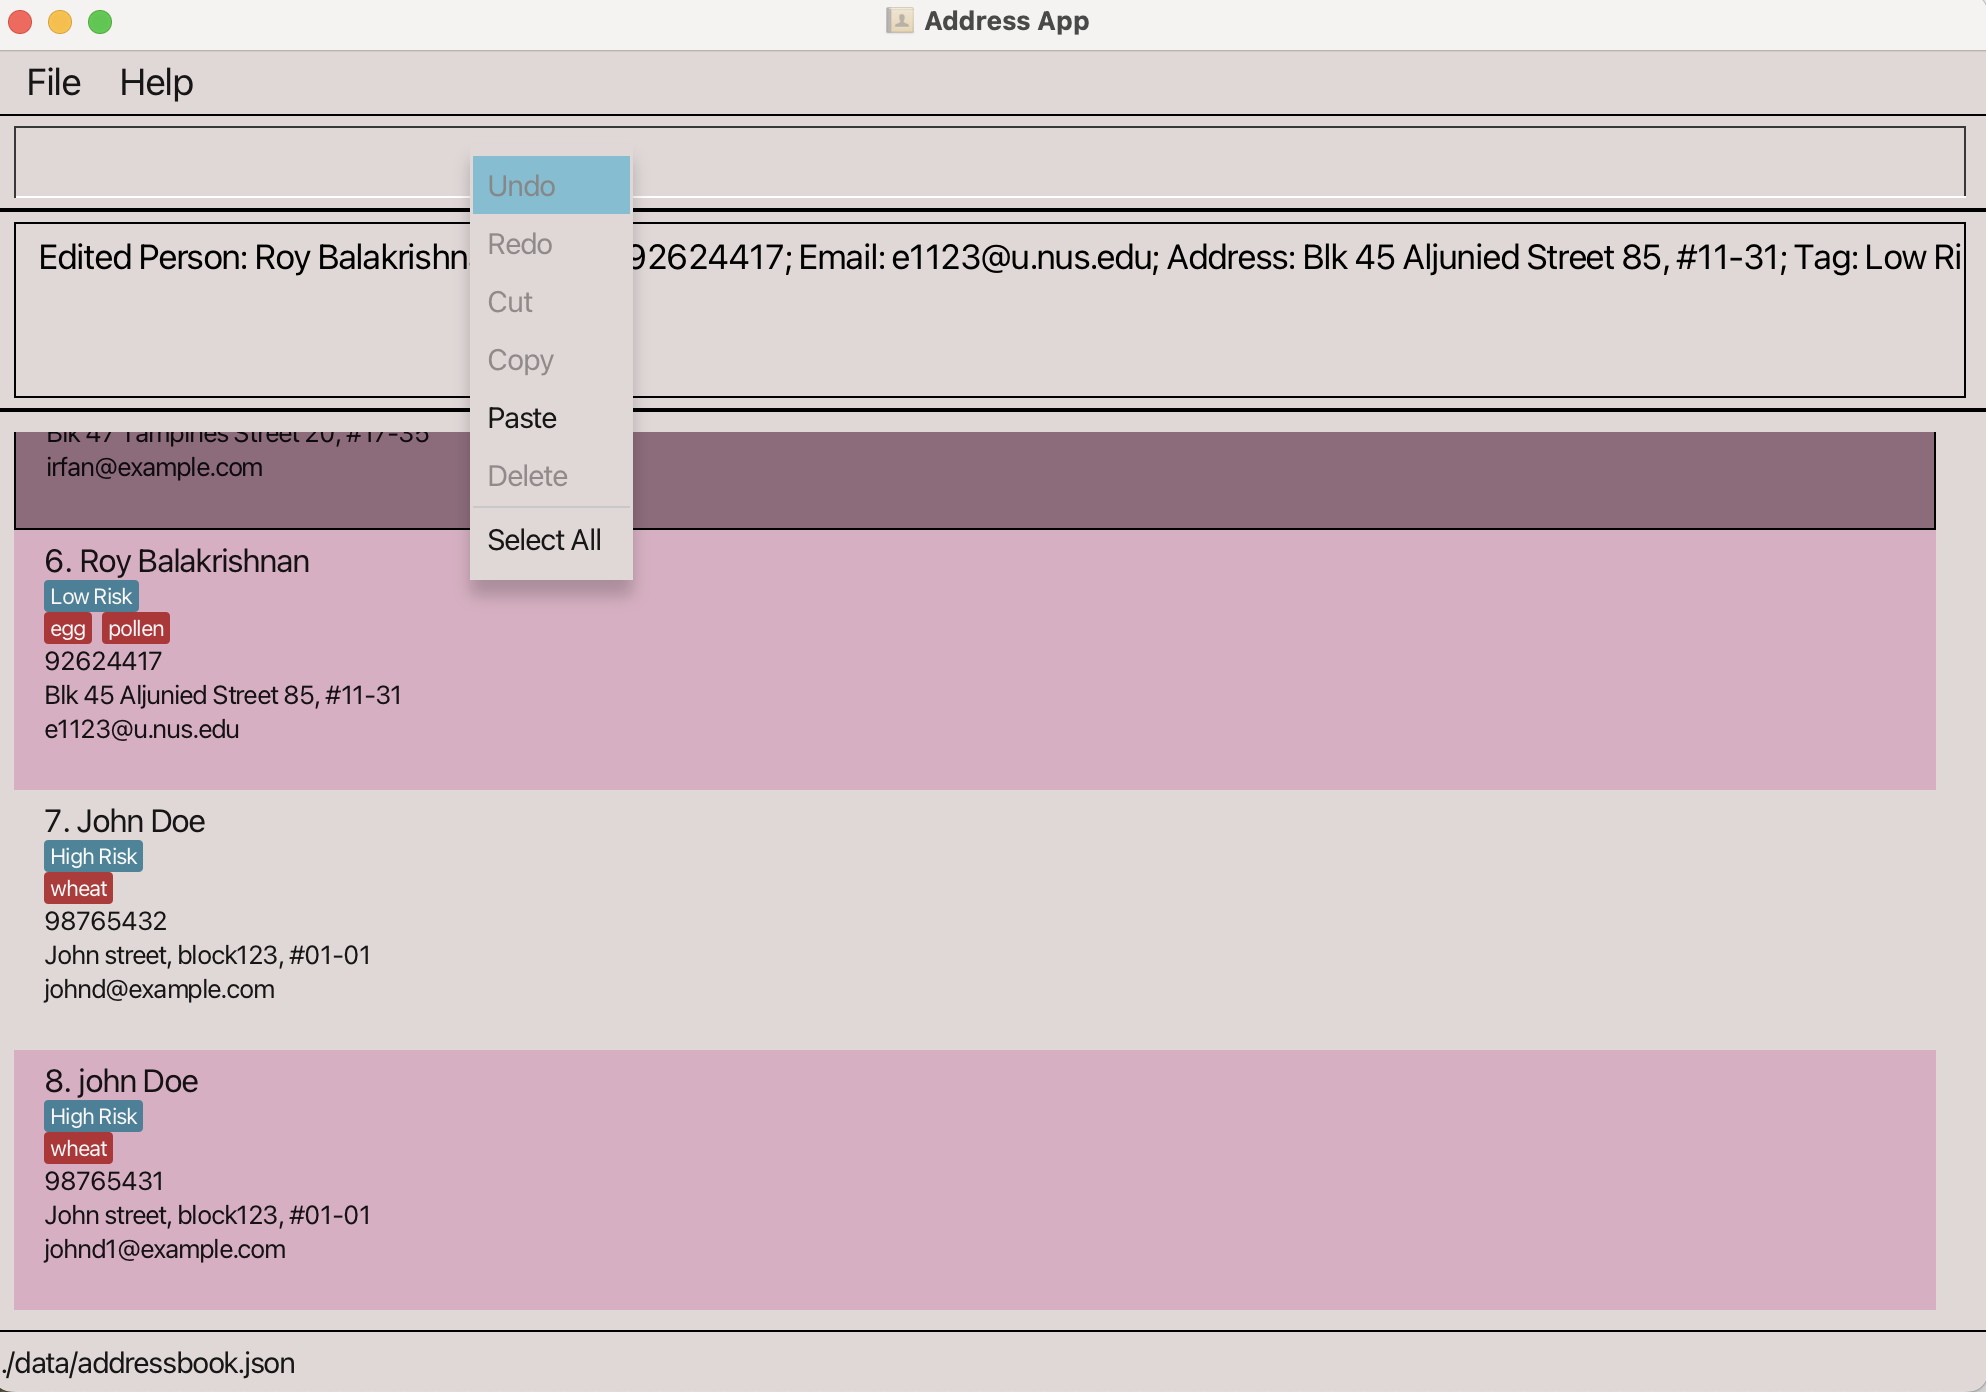 Address App
File Help
Undo
Redo
Cut
Copy
Paste
Delete
Select All
Edited Person: Roy Balakrishn 92624417; Email: e1123@u.nus.edu; Address: Blk 45 Aljunied Street 85, #11-31; Tag: Low Ri
Blk 47 Tampines Street 20, #17-35
irfan@example.com
6. Roy Balakrishnan
Low Risk
egg pollen
92624417
Blk 45 Aljunied Street 85, #11-31
e1123@u.nus.edu
7. John Doe
High Risk
wheat
98765432
John street, block123, #01-01
johnd@example.com
8. john Doe
High Risk
wheat
98765431
John street, block123, #01-01
johnd1@example.com
./data/addressbook.json